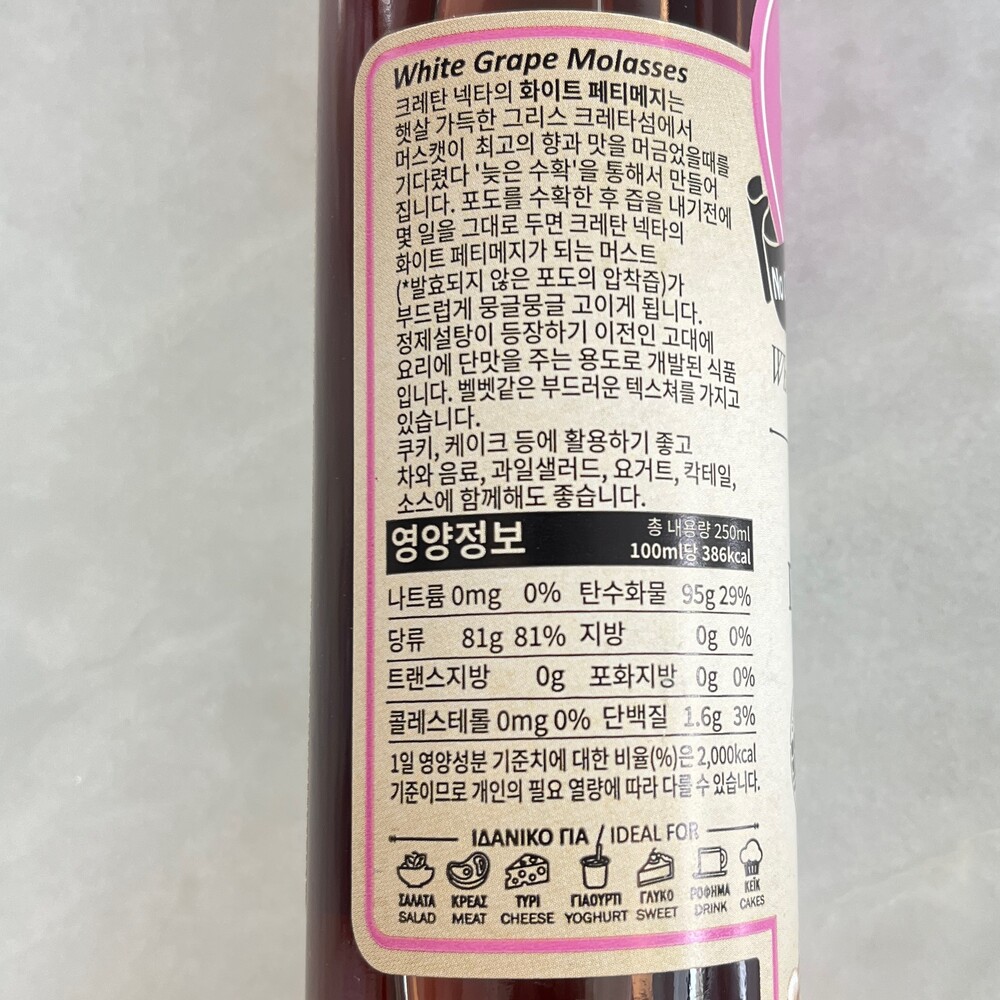 White Grape Molasses
크레탄 넥타의 화이트 페티메지는
햇살 가득한 그리스 크레타섬에서
머스캣이 최고의 향과 맛을 머금었을때를
기다렸다 '늦은 수확'을 통해서 만들어
집니다. 포도를 수확한 후 즙을 내기전에
몇 일을 그대로 두면 크레탄 넥타의
화이트 페티메지가 되는 머스트
(*발효되지 않은 포도의 압착즙)가
부드럽게 뭉글뭉글 고이게 됩니다.
정제설탕이 등장하기 이전인 고대에
요리에 단맛을 주는 용도로 개발된 식품
입니다. 벨벳같은 부드러운 텍스쳐를 가지고
있습니다.
쿠키, 케이크 등에 활용하기 좋고
차와 음료, 과일샐러드, 요거트, 칵테일,
소스에 함께해도 좋습니다.
영양정보 총 내용량 250ml
100ml당 386kcal
나트륨 0mg 0% 탄수화물 95g 29%
당류 81g 81% 지방 0g 0%
트랜스지방 0g 포화지방 0g 0%
콜레스테롤 0mg 0% 단백질 1.6g 3%
1일 영양성분 기준치에 대한 비율(%)은 2,000kcal
기준이므로 개인의 필요 열량에 따라 다를 수 있습니다.
ΙΔΑΝΙΚΟ ΓΙΑ / IDEAL FOR
ΣΑΛΑΤΑ ΚΡΕΑΣ ΤΥΡΙ ΓΙΑΟΥΡΤΙ ΓΛΥΚΟ ΡΟΦΗΜΑ ΚΕΪΚ
SALAD MEAT CHEESE YOGHURT SWEET DRINK CAKES